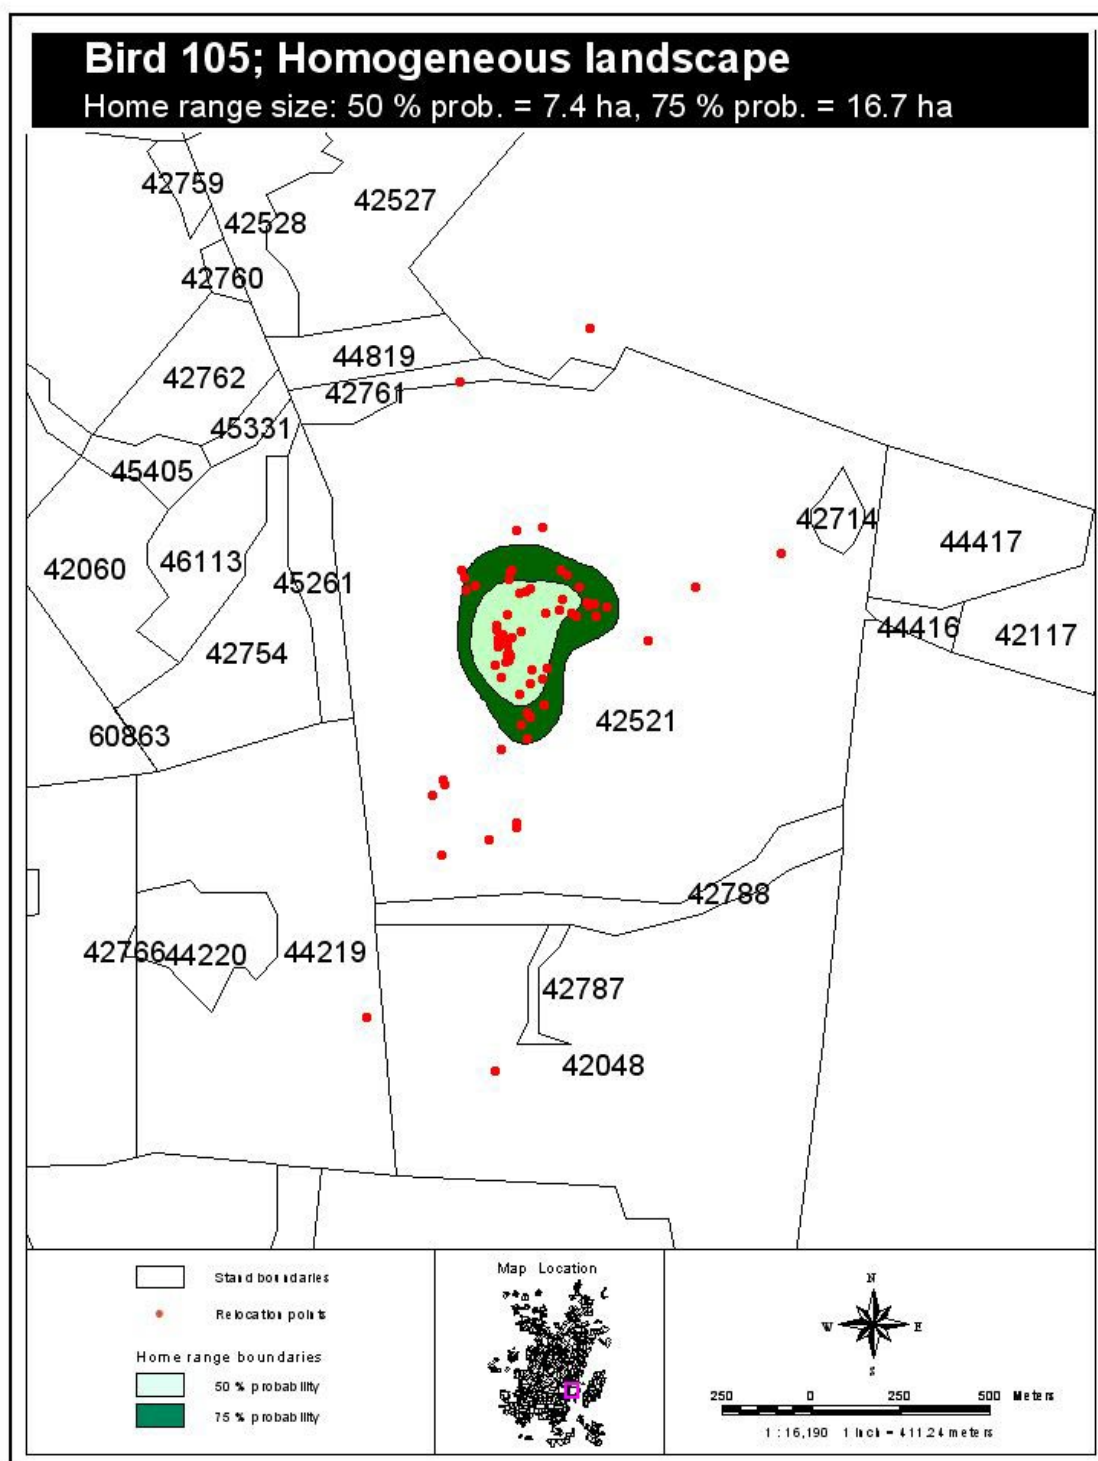 Bird 105; Homogeneous landscape
Home range size: 50 % prob. = 7.4 ha, 75 % prob. = 16.7 ha
42759
42527
42528
42760
44819
42762
42761
45331
45405
42714
44417
46113
42060
45261
44416
42117
42754
42521
60863
42788
42766
44220
44219
42787
42048
Stand boundaries
Relocation points
Home range boundaries
50 % probability
75 % probability
Map Location
N
W
E
S
250
0
250
500
Meters
1 : 16,190 1 Inch = 411.24 meters